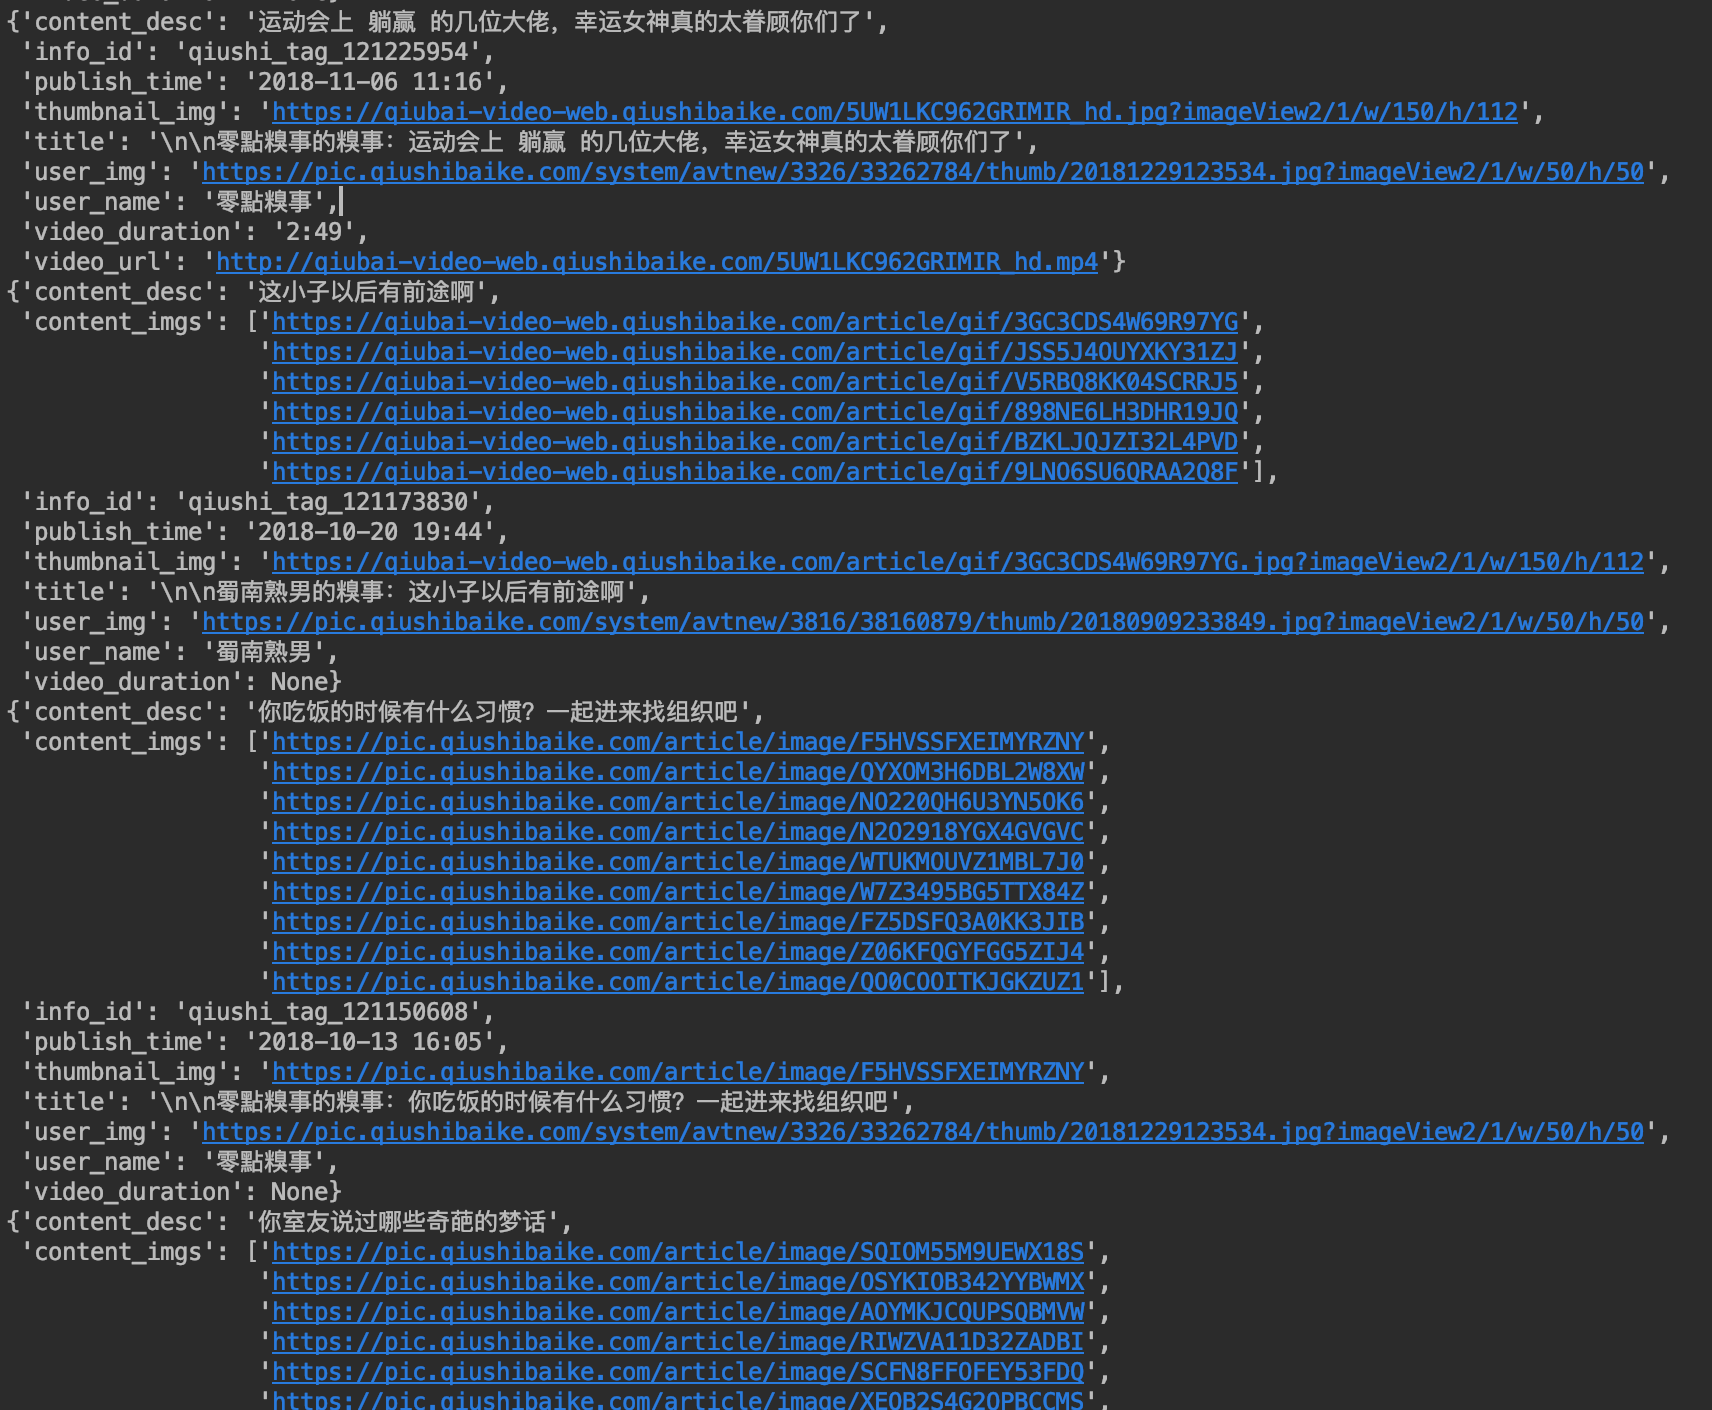 {'content_desc': '运动会上 躺赢 的几位大佬，幸运女神真的太眷顾你们了',
'info_id': 'qiushi_tag_121225954',
'publish_time': '2018-11-06 11:16',
'thumbnail_img': 'https://qiubai-video-web.qiushibaike.com/5UW1LKC962GRIMIR_hd.jpg?imageView2/1/w/150/h/112',
'title': '\n\n零點糗事的糗事：运动会上 躺赢 的几位大佬，幸运女神真的太眷顾你们了',
'user_img': 'https://pic.qiushibaike.com/system/avtnew/3326/33262784/thumb/20181229123534.jpg?imageView2/1/w/50/h/50',
'user_name': '零點糗事',
'video_duration': '2:49',
'video_url': 'http://qiubai-video-web.qiushibaike.com/5UW1LKC962GRIMIR_hd.mp4'}
{'content_desc': '这小子以后有前途啊',
'content_imgs': ['https://qiubai-video-web.qiushibaike.com/article/gif/3GC3CDS4W69R97YG',
'https://qiubai-video-web.qiushibaike.com/article/gif/JSS5J4OUYXKY31ZJ',
'https://qiubai-video-web.qiushibaike.com/article/gif/V5RBQ8KK04SCRRJ5',
'https://qiubai-video-web.qiushibaike.com/article/gif/898NE6LH3DHR19JQ',
'https://qiubai-video-web.qiushibaike.com/article/gif/BZKLJQJZI32L4PVD',
'https://qiubai-video-web.qiushibaike.com/article/gif/9LNO6SU6QRAA2Q8F'],
'info_id': 'qiushi_tag_121173830',
'publish_time': '2018-10-20 19:44',
'thumbnail_img': 'https://qiubai-video-web.qiushibaike.com/article/gif/3GC3CDS4W69R97YG.jpg?imageView2/1/w/150/h/112',
'title': '\n\n蜀南熟男的糗事：这小子以后有前途啊',
'user_img': 'https://pic.qiushibaike.com/system/avtnew/3816/38160879/thumb/20180909233849.jpg?imageView2/1/w/50/h/50',
'user_name': '蜀南熟男',
'video_duration': None}
{'content_desc': '你吃饭的时候有什么习惯？一起进来找组织吧',
'content_imgs': ['https://pic.qiushibaike.com/article/image/F5HVSSFXEIMYRZNY',
'https://pic.qiushibaike.com/article/image/QYXOM3H6DBL2W8XW',
'https://pic.qiushibaike.com/article/image/NO220QH6U3YN5OK6',
'https://pic.qiushibaike.com/article/image/N2O2918YGX4GVGVC',
'https://pic.qiushibaike.com/article/image/WTUKMOUVZ1MBL7J0',
'https://pic.qiushibaike.com/article/image/W7Z3495BG5TTX84Z',
'https://pic.qiushibaike.com/article/image/FZ5DSFQ3A0KK3JIB',
'https://pic.qiushibaike.com/article/image/Z06KFQGYFGG5ZIJ4',
'https://pic.qiushibaike.com/article/image/QO0COOITKJGKZUZ1'],
'info_id': 'qiushi_tag_121150608',
'publish_time': '2018-10-13 16:05',
'thumbnail_img': 'https://pic.qiushibaike.com/article/image/F5HVSSFXEIMYRZNY',
'title': '\n\n零點糗事的糗事：你吃饭的时候有什么习惯？一起进来找组织吧',
'user_img': 'https://pic.qiushibaike.com/system/avtnew/3326/33262784/thumb/20181229123534.jpg?imageView2/1/w/50/h/50',
'user_name': '零點糗事',
'video_duration': None}
{'content_desc': '你室友说过哪些奇葩的梦话',
'content_imgs': ['https://pic.qiushibaike.com/article/image/SQIOM55M9UEWX18S',
'https://pic.qiushibaike.com/article/image/OSYKIOB342YYBWMX',
'https://pic.qiushibaike.com/article/image/AOYMKJCQUPSQBMVW',
'https://pic.qiushibaike.com/article/image/RIWZVA11D32ZADBI',
'https://pic.qiushibaike.com/article/image/SCFN8FFOFEY53FDQ',
'https://pic.qiushibaike.com/article/image/XEOB2S4G2OPBCCMS',